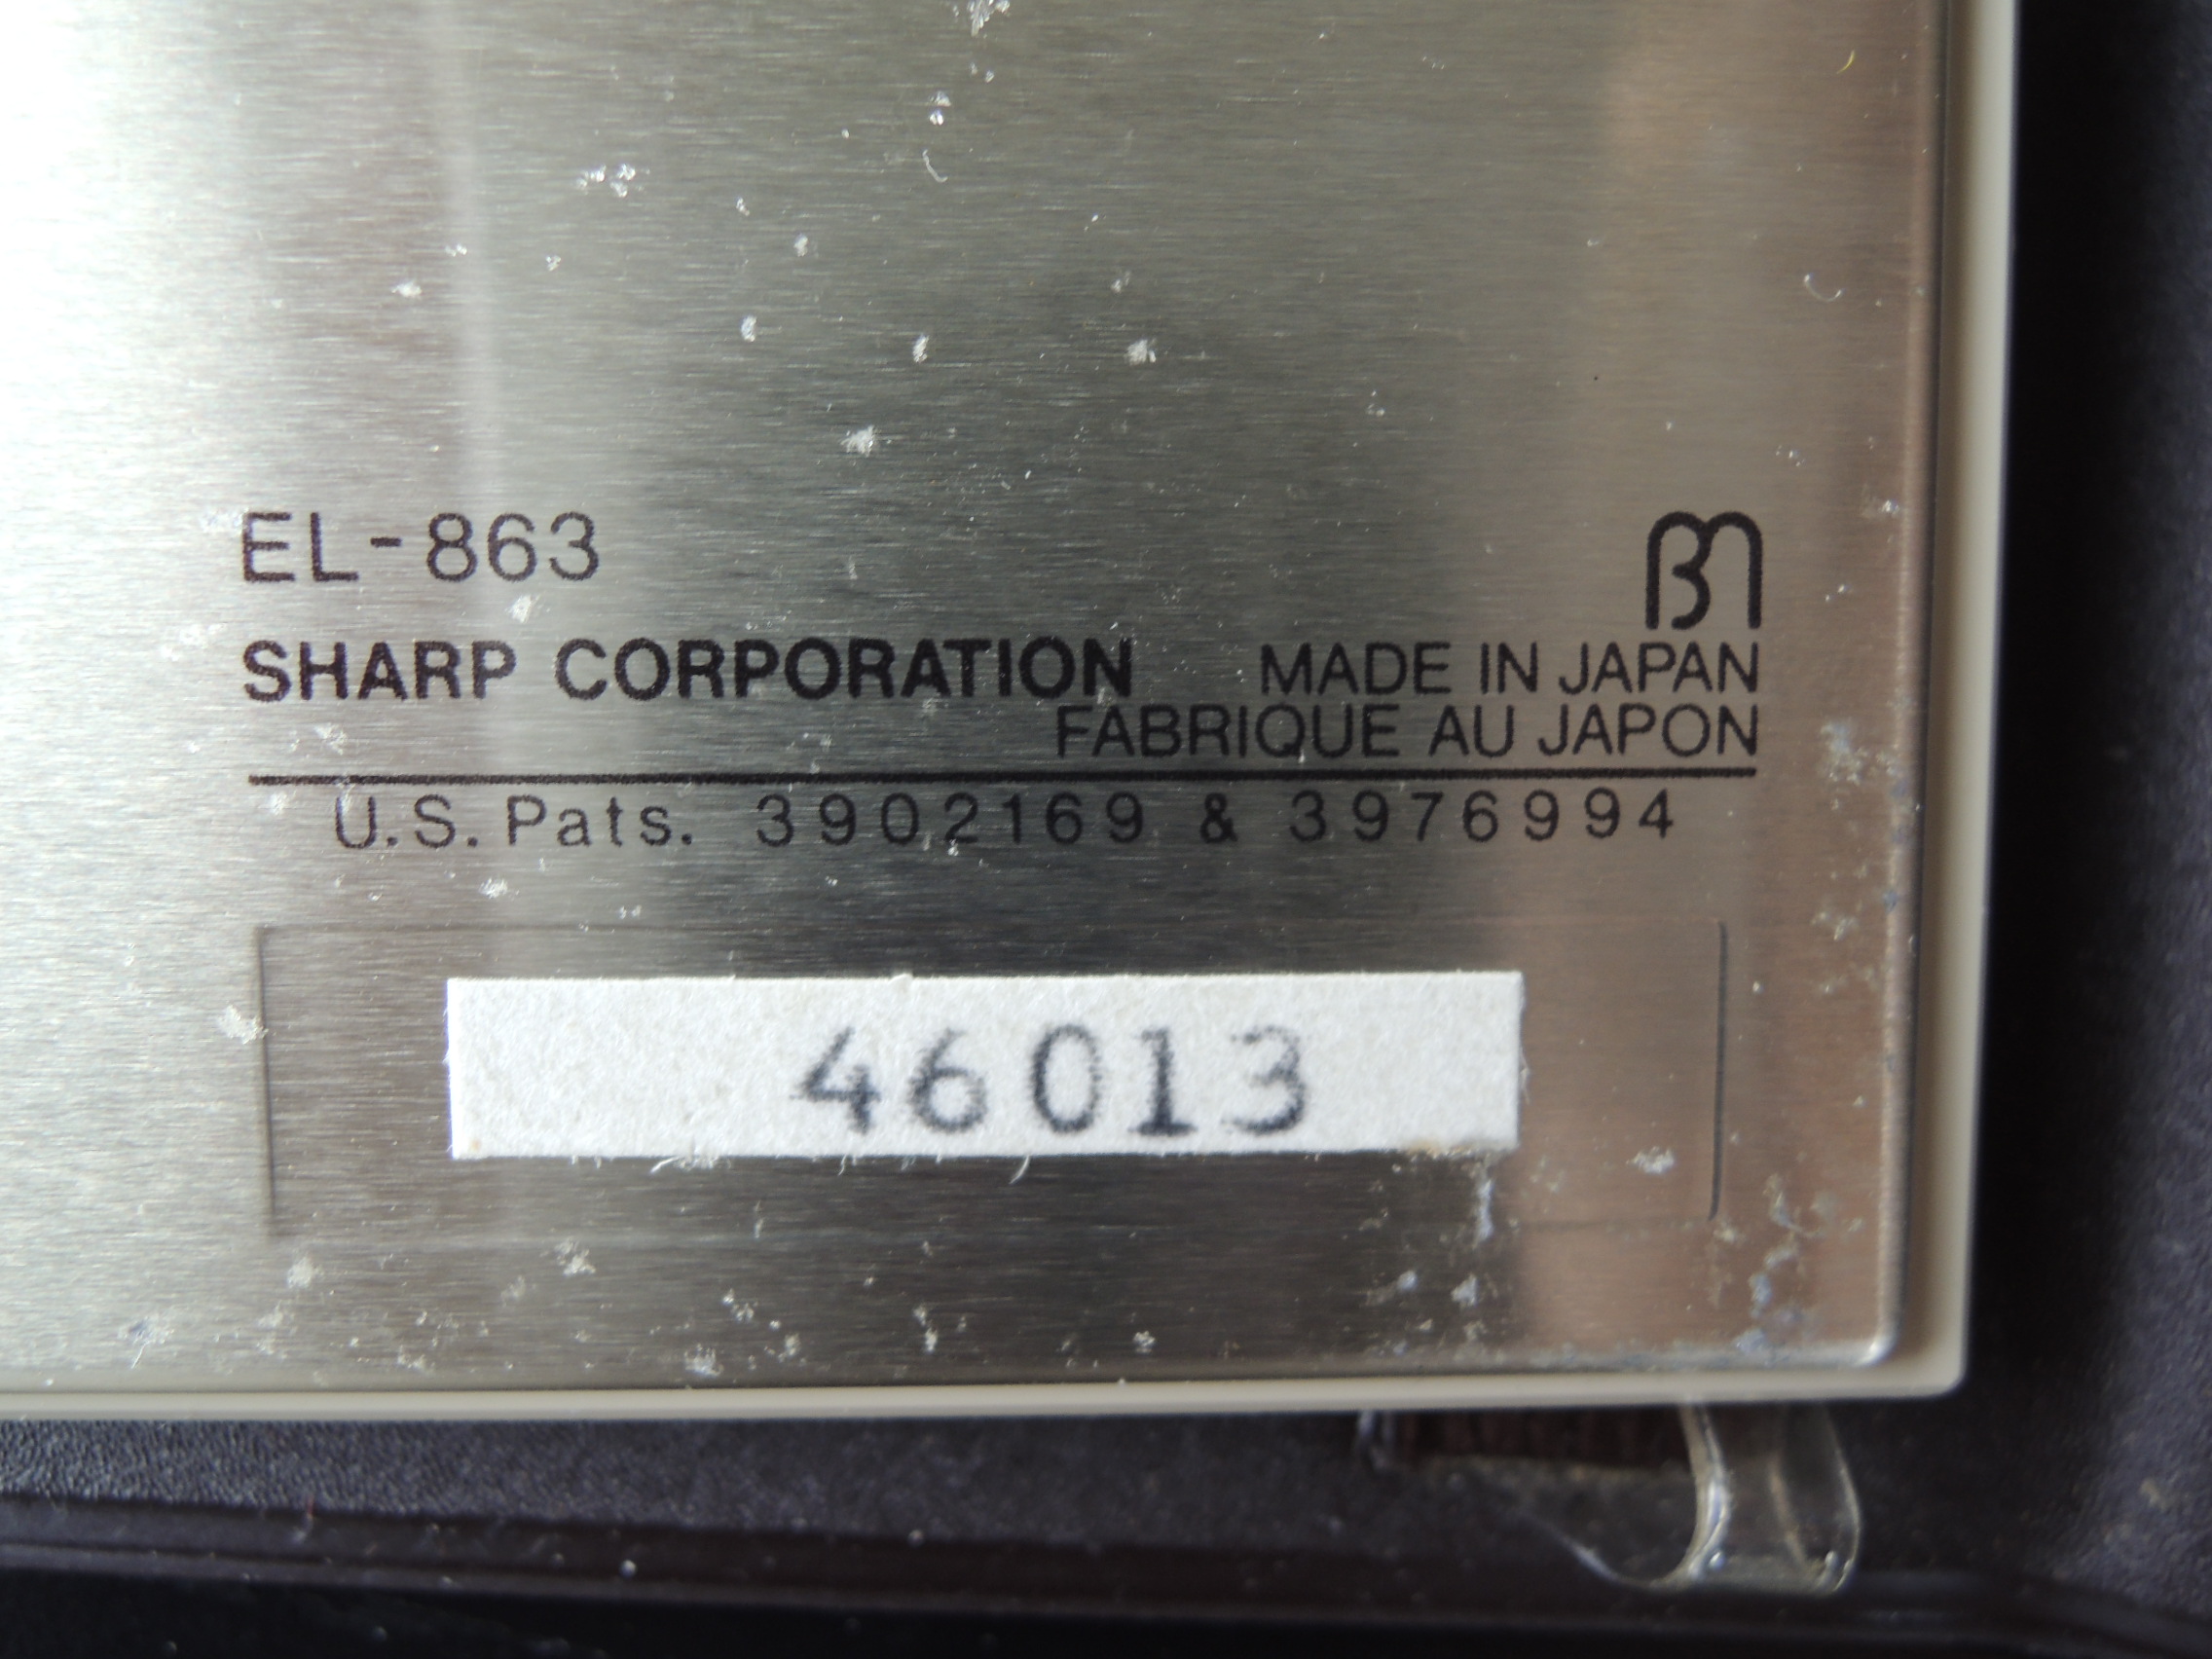 EL-863
SHARP CORPORATION MADE IN JAPAN
FABRIQUE AU JAPON
U.S. Pats. 3902169 & 3976994
46013